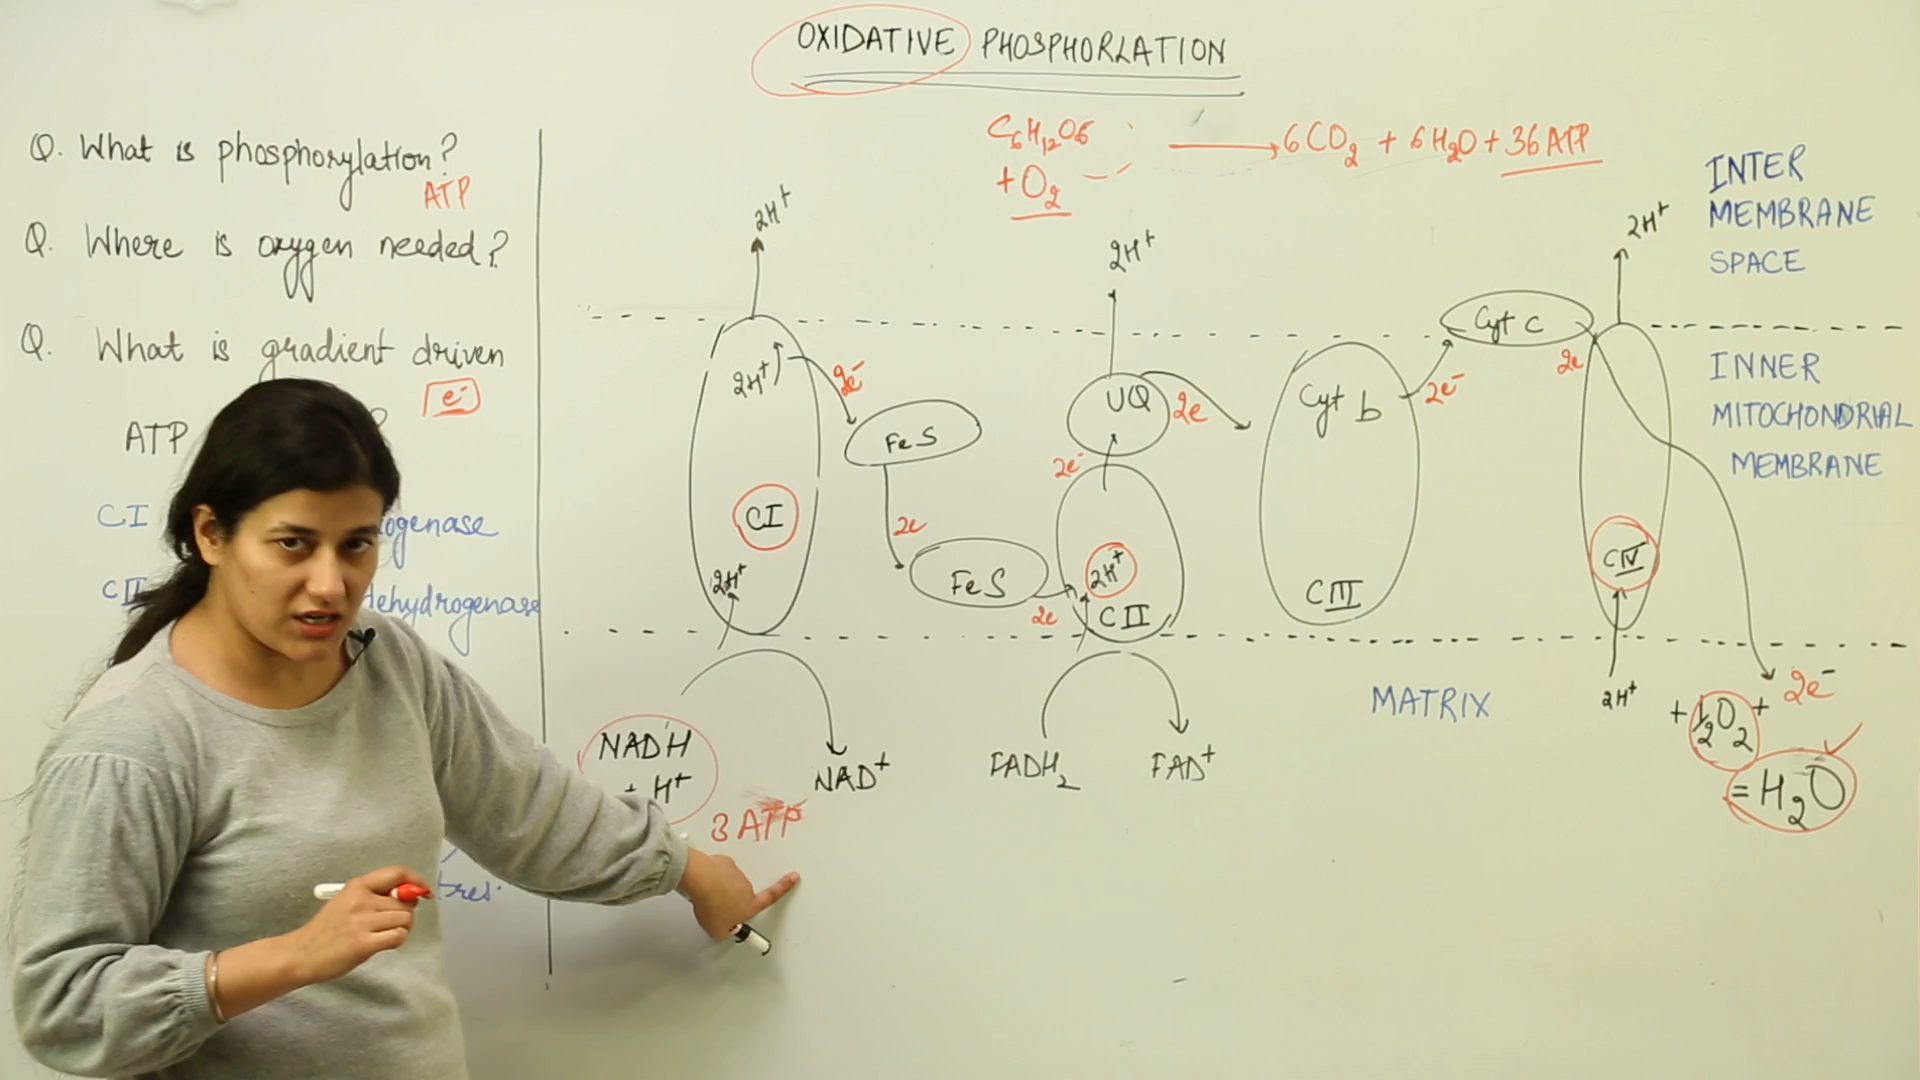 OXIDATIVE PHOSPHORLATION
C6H12O6
+ O2
6CO2 + 6H2O + 36ATP
Q. What is phosphorylation?
ATP
Q. Where is oxygen needed?
Q. What is gradient driven
e-
ATP
CI
ogenase
CII
dehydrogenase
tres.
INTER
MEMBRANE
SPACE
INNER
MITOCHONDRIAL
MEMBRANE
MATRIX
2H+
2H+
2e-
CI
2H+
FeS
2e
FeS
2e
2H+
UQ
2e
2e-
2H+
CII
Cyt b
CIII
2e-
Cyt C
2e
2H+
CIV
2H+
+ ½O2 + 2e-
= H2O
NADH
+ H+
3 ATP
NAD+
FADH2
FAD+